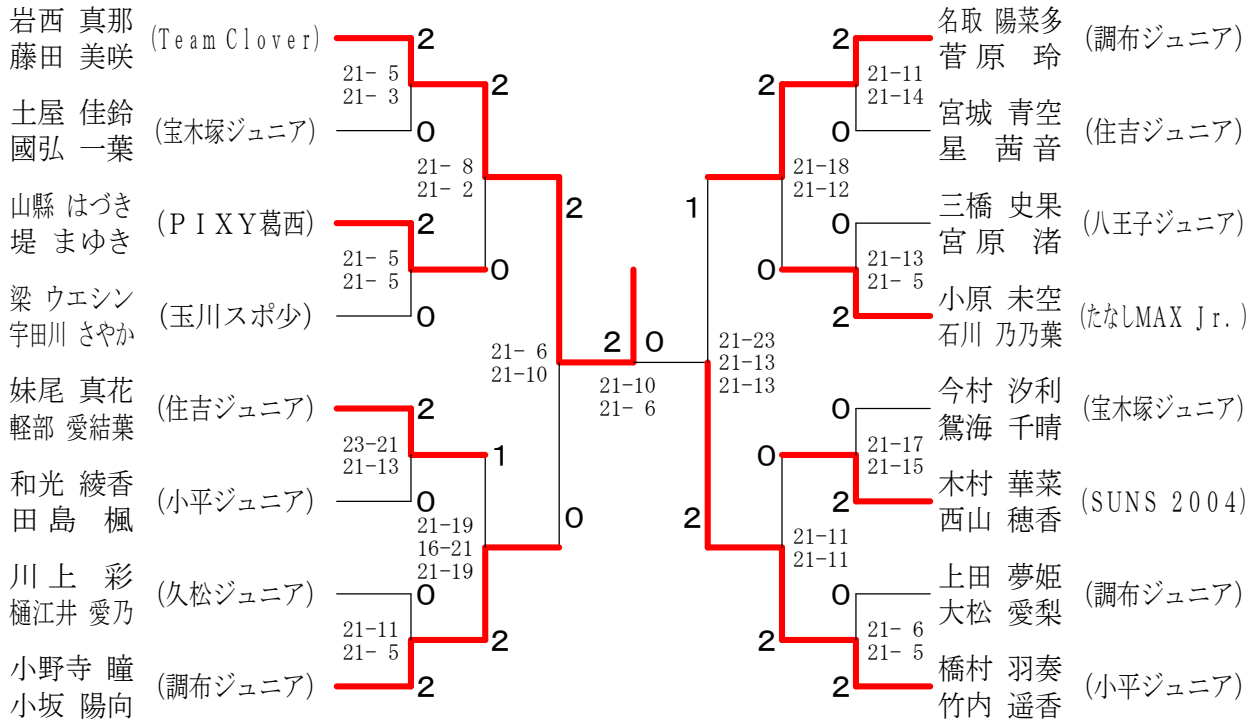 岩西 真那
藤田 美咲
(Team Clover)
2
21- 5
21- 3
土屋 佳鈴
國弘 一葉
(宝塚ジュニア)
0
2
21- 8
21- 2
山縣 はづき
堤 まゆき
(PIXY葛西)
2
21- 5
21- 5
0
梁 ウエシン
宇田川 さやか
(玉川スポ少)
0
2
21- 6
21-10
妹尾 真花
軽部 愛結葉
(住吉ジュニア)
2
23-21
21-13
1
和光 綾香
田島 楓
(小平ジュニア)
0
21-19
16-21
21-19
0
川上 彩
樋江井 愛乃
(久松ジュニア)
0
21-11
21- 5
2
小野寺 瞳
小坂 陽向
(調布ジュニア)
2
2 0
21-10
21- 6
名取 陽菜多
菅原 玲
(調布ジュニア)
2
21-11
21-14
2
宮城 青空
星 茜音
(住吉ジュニア)
0
21-18
21-12
1
三橋 史果
宮原 渚
(八王子ジュニア)
0
21-13
21- 5
0
小原 未空
石川 乃乃葉
(たなしMAX Jr.)
2
21-23
21-13
21-13
今村 汐利
鴛海 千晴
(宝木塚ジュニア)
0
21-17
21-15
0
木村 華菜
西山 穂香
(SUNS 2004)
2
2
21-11
21-11
上田 夢姫
大松 愛梨
(調布ジュニア)
0
21- 6
21- 5
2
橋村 羽奏
竹内 遥香
(小平ジュニア)
2